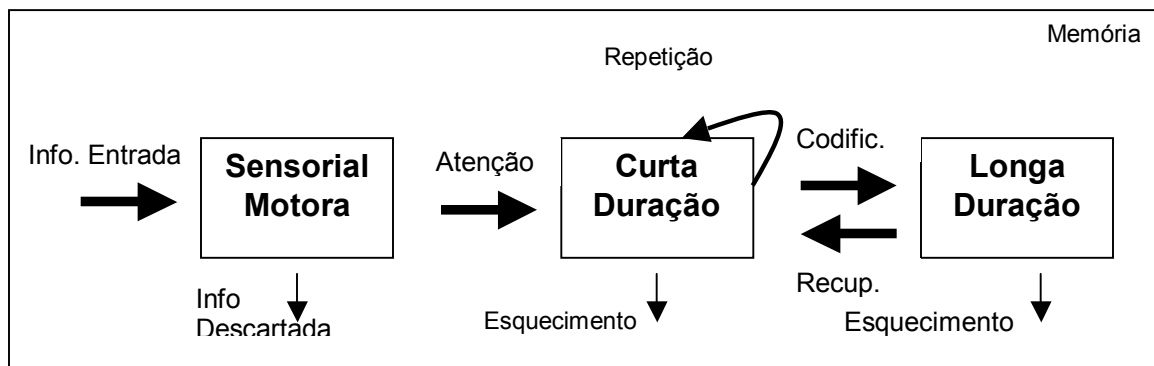 Memória
Repetição
Info. Entrada
Sensorial
Motora
Atenção
Curta
Duração
Codific.
Recup.
Longa
Duração
Info
Descartada
Esquecimento
Esquecimento